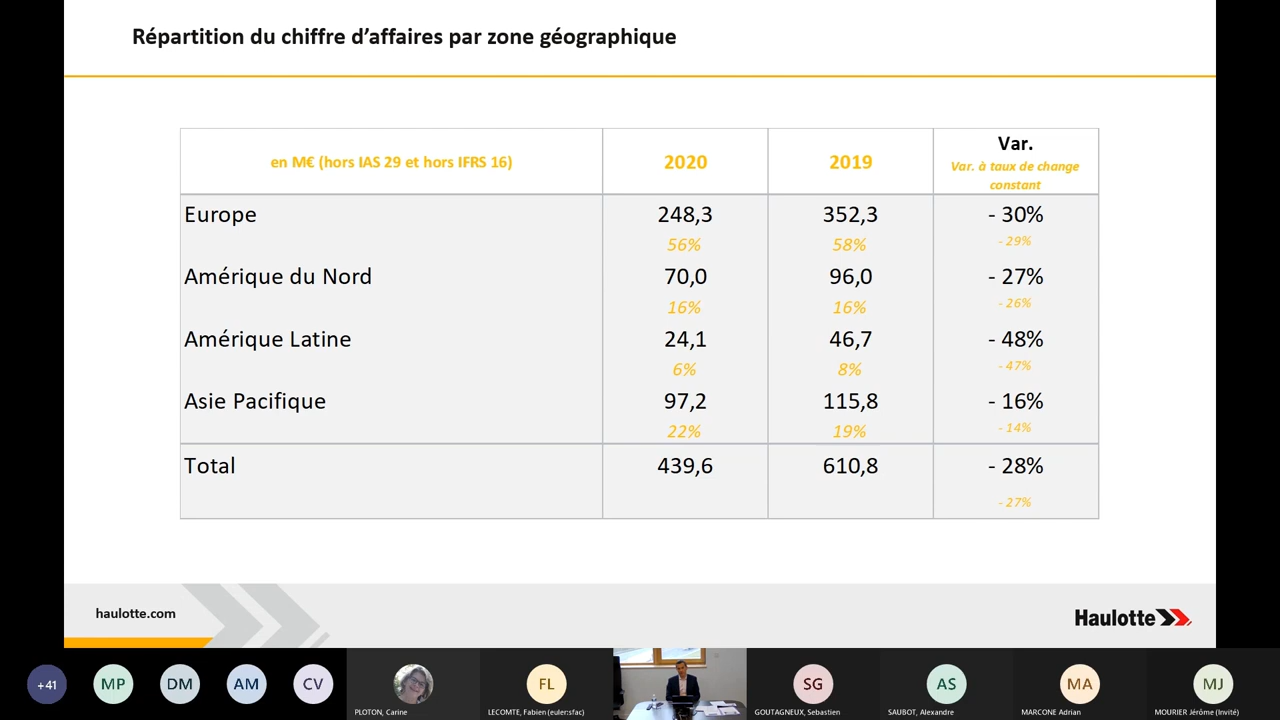 Répartition du chiffre d’affaires par zone géographique
en M€ (hors IAS 29 et hors IFRS 16) 2020 2019 Var.
Var. à taux de change
constant
Europe 248,3 352,3 - 30%
56% 58% - 29%
Amérique du Nord 70,0 96,0 - 27%
16% 16% - 26%
Amérique Latine 24,1 46,7 - 48%
6% 8% - 47%
Asie Pacifique 97,2 115,8 - 16%
22% 19% - 14%
Total 439,6 610,8 - 28%
- 27%
haulotte.com
Haulotte
+41 MP DM AM CV FL SG AS MA MJ
PLOTON, Carine LECOMTE, Fabien (euler:sfac) GOUTAGNEUX, Sebastien SAUBOT, Alexandre MARCONE Adrian MOURIER Jérôme (Invité)